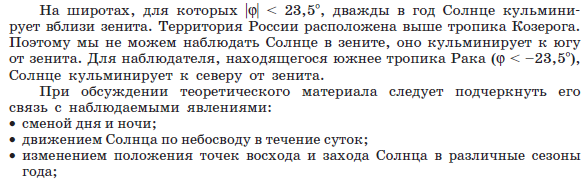 На широтах, для которых |φ| < 23,5°, дважды в год Солнце кульмини-
рует вблизи зенита. Территория России расположена выше тропика Козерога.
Поэтому мы не можем наблюдать Солнце в зените, оно кульминирует к югу
от зенита. Для наблюдателя, находящегося южнее тропика Рака (φ < −23,5°),
Солнце кульминирует к северу от зенита.
При обсуждении теоретического материала следует подчеркнуть его
связь с наблюдаемыми явлениями:
• сменой дня и ночи;
• движением Солнца по небосводу в течение суток;
• изменением положения точек восхода и захода Солнца в различные сезоны
года;